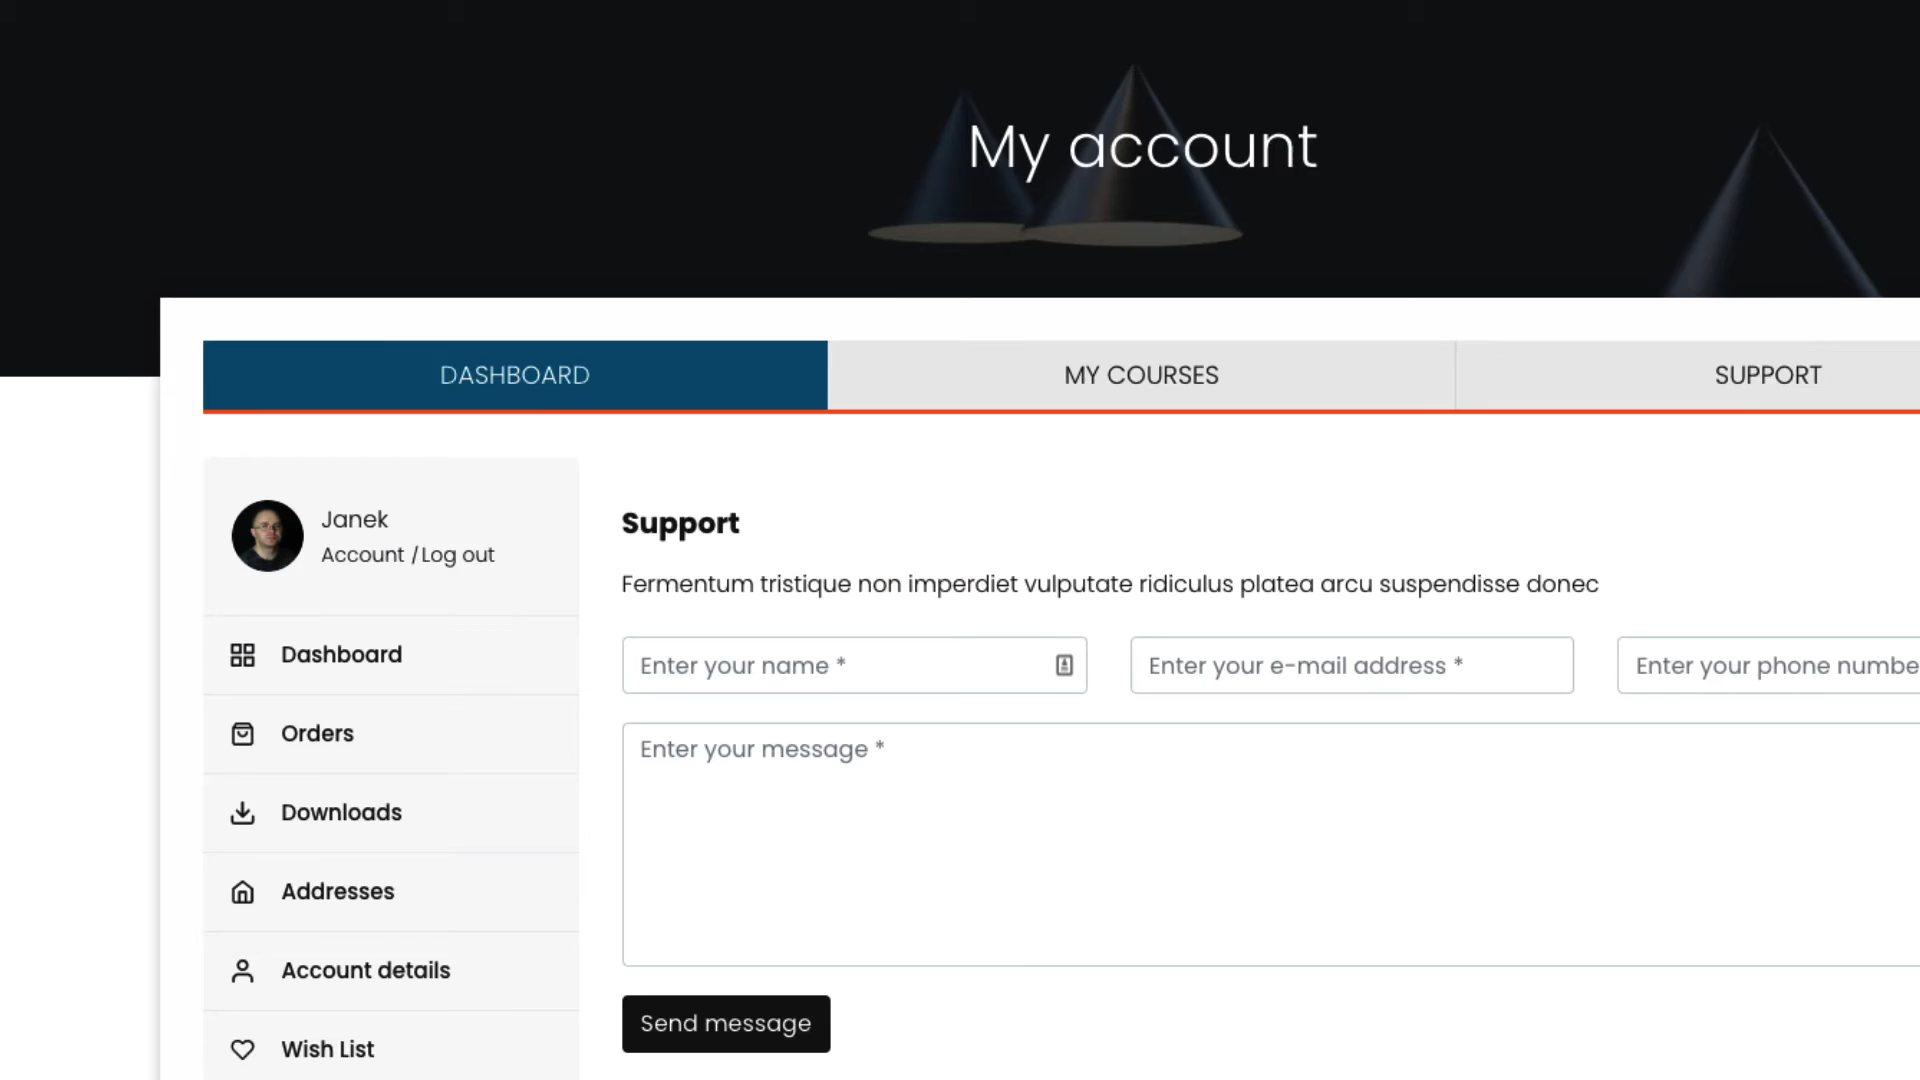 My account
DASHBOARD
MY COURSES
SUPPORT
Janek
Account /Log out
Dashboard
Orders
Downloads
Addresses
Account details
Wish List
Support
Fermentum tristique non imperdiet vulputate ridiculus platea arcu suspendisse donec
Enter your name *
Enter your e-mail address *
Enter your phone numbe
Enter your message *
Send message